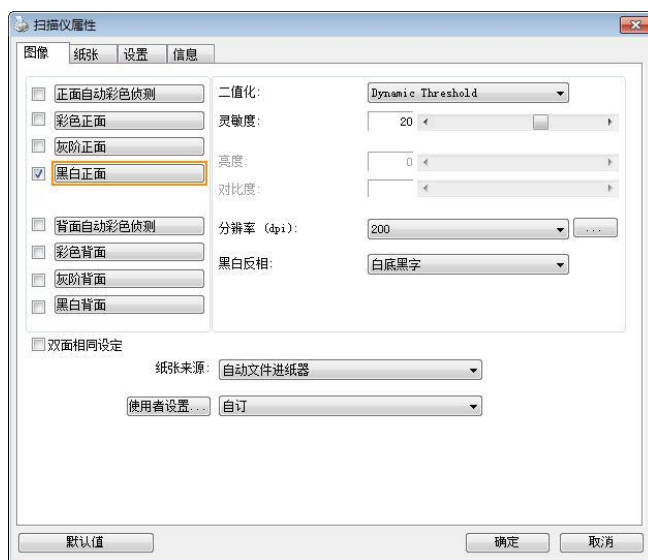 扫描仪属性
图像 纸张 设置 信息
正面自动彩色侦测
彩色正面
灰阶正面
黑白正面
背面自动彩色侦测
彩色背面
灰阶背面
黑白背面
二值化: Dynamic Threshold
灵敏度: 20
亮度: 0
对比度:
分辨率 (dpi): 200 ...
黑白反相: 白底黑字
双面相同设定
纸张来源: 自动文件进纸器
使用者设置... 自订
默认值 确定 取消